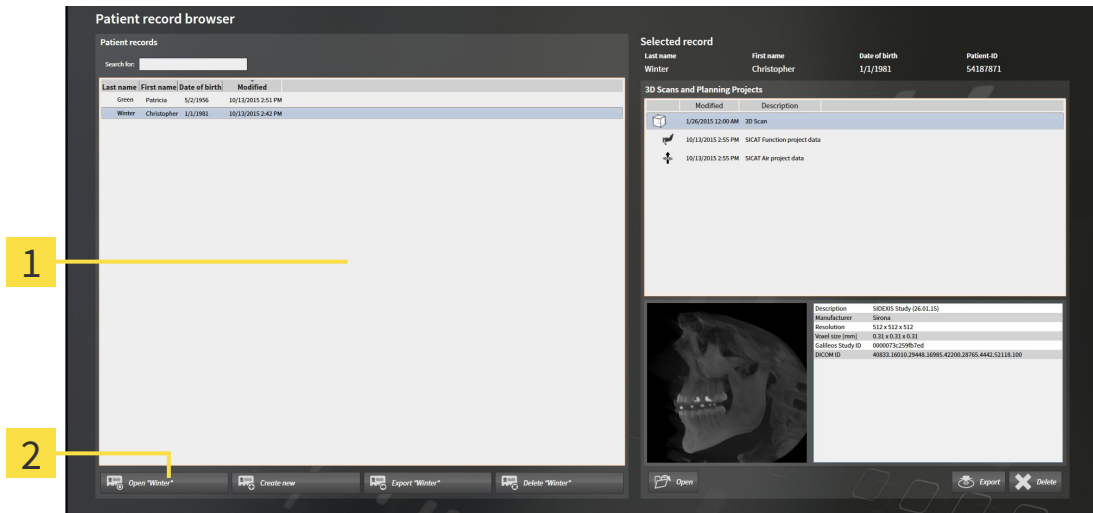 Patient record browser
Patient records
Search for:
Last name First name Date of birth Modified
Green Patricia 5/2/1956 10/13/2015 2:51 PM
Winter Christopher 1/1/1981 10/13/2015 2:42 PM
1
2
Open "Winter"
Create new
Export "Winter"
Delete "Winter"
Selected record
Last name First name Date of birth Patient-ID
Winter Christopher 1/1/1981 54187871
3D Scans and Planning Projects
Modified Description
1/26/2015 12:00 AM 3D Scan
10/13/2015 2:55 PM SICAT Function project data
10/13/2015 2:55 PM SICAT Air project data
Description SIDEXIS Study (26.01.15)
Manufacturer Sirona
Resolution 512 x 512 x 512
Voxel size [mm] 0.31 x 0.31 x 0.31
Galileos Study ID 0000073c259fb7ed
DICOM ID 40833.16010.29448.16985.42200.28765.4442.52118.100
Open
Export
Delete